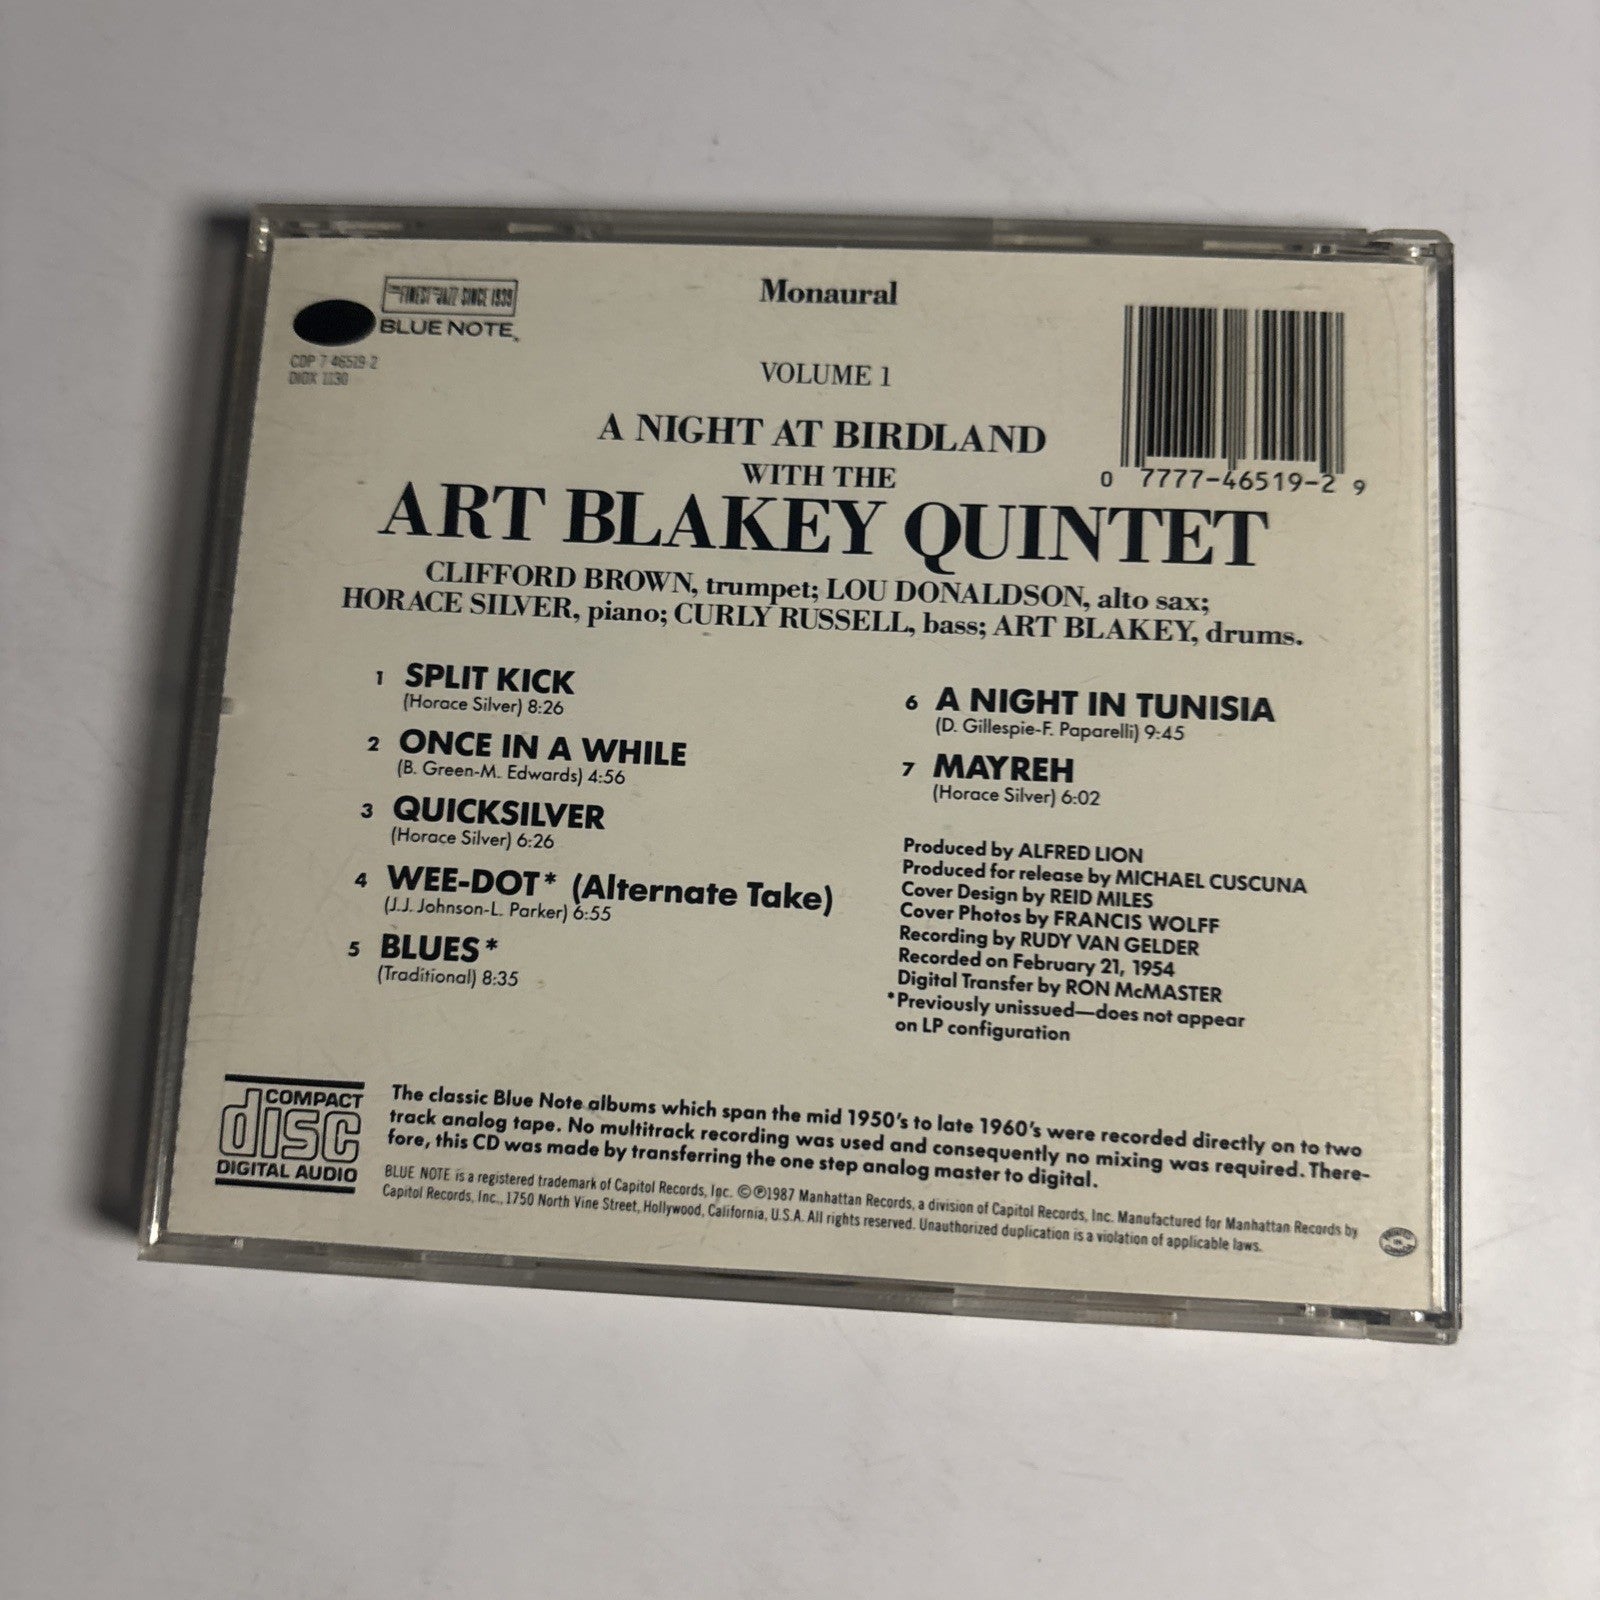 THE FINEST IN JAZZ SINCE 1939
BLUE NOTE
CDP 7 46519-2
DIDX 1130
Monaural
VOLUME 1
A NIGHT AT BIRDLAND
WITH THE
ART BLAKEY QUINTET
CLIFFORD BROWN, trumpet; LOU DONALDSON, alto sax;
HORACE SILVER, piano; CURLY RUSSELL, bass; ART BLAKEY, drums.
0 7777-46519-2 9
1 SPLIT KICK
(Horace Silver) 8:26
2 ONCE IN A WHILE
(B. Green-M. Edwards) 4:56
3 QUICKSILVER
(Horace Silver) 6:26
4 WEE-DOT* (Alternate Take)
(J.J. Johnson-L. Parker) 6:55
5 BLUES*
(Traditional) 8:35
6 A NIGHT IN TUNISIA
(D. Gillespie-F. Paparelli) 9:45
7 MAYREH
(Horace Silver) 6:02
Produced by ALFRED LION
Produced for release by MICHAEL CUSCUNA
Cover Design by REID MILES
Cover Photos by FRANCIS WOLFF
Recording by RUDY VAN GELDER
Recorded on February 21, 1954
Digital Transfer by RON McMASTER
*Previously unissued—does not appear
on LP configuration
COMPACT
disc
DIGITAL AUDIO
The classic Blue Note albums which span the mid 1950's to late 1960's were recorded directly on to two
track analog tape. No multitrack recording was used and consequently no mixing was required. There-
fore, this CD was made by transferring the one step analog master to digital.
BLUE NOTE is a registered trademark of Capitol Records, Inc. ©℗1987 Manhattan Records, a division of Capitol Records, Inc. Manufactured for Manhattan Records by
Capitol Records, Inc., 1750 North Vine Street, Hollywood, California, U.S.A. All rights reserved. Unauthorized duplication is a violation of applicable laws.